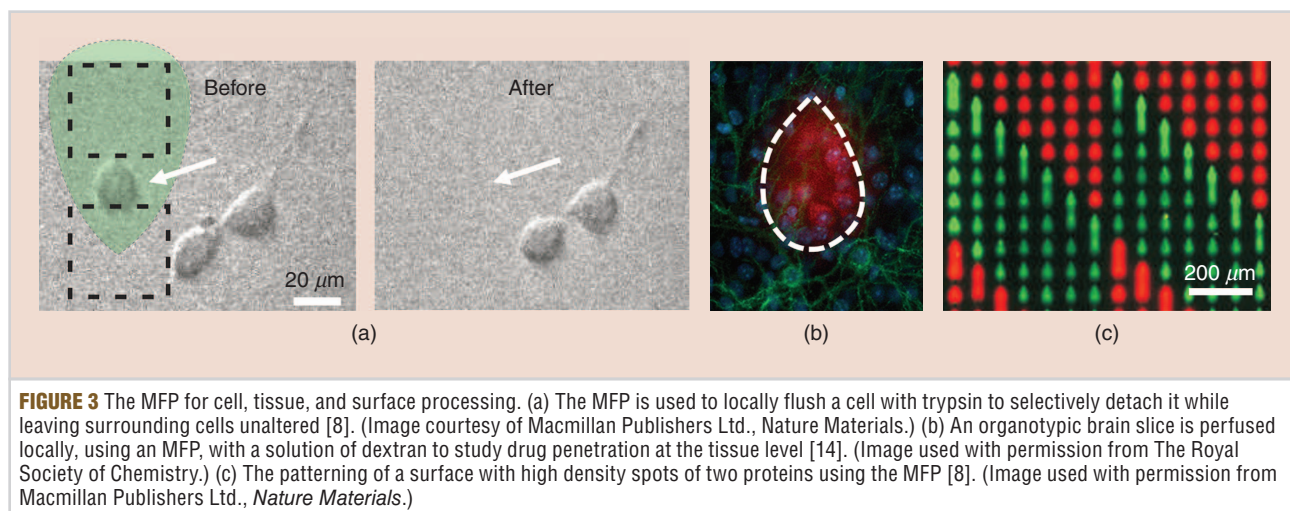 Before
After
20 μm
200 μm
(a)
(b)
(c)
FIGURE 3 The MFP for cell, tissue, and surface processing. (a) The MFP is used to locally flush a cell with trypsin to selectively detach it while
leaving surrounding cells unaltered [8]. (Image courtesy of Macmillan Publishers Ltd., Nature Materials.) (b) An organotypic brain slice is perfused
locally, using an MFP, with a solution of dextran to study drug penetration at the tissue level [14]. (Image used with permission from The Royal
Society of Chemistry.) (c) The patterning of a surface with high density spots of two proteins using the MFP [8]. (Image used with permission from
Macmillan Publishers Ltd., Nature Materials.)